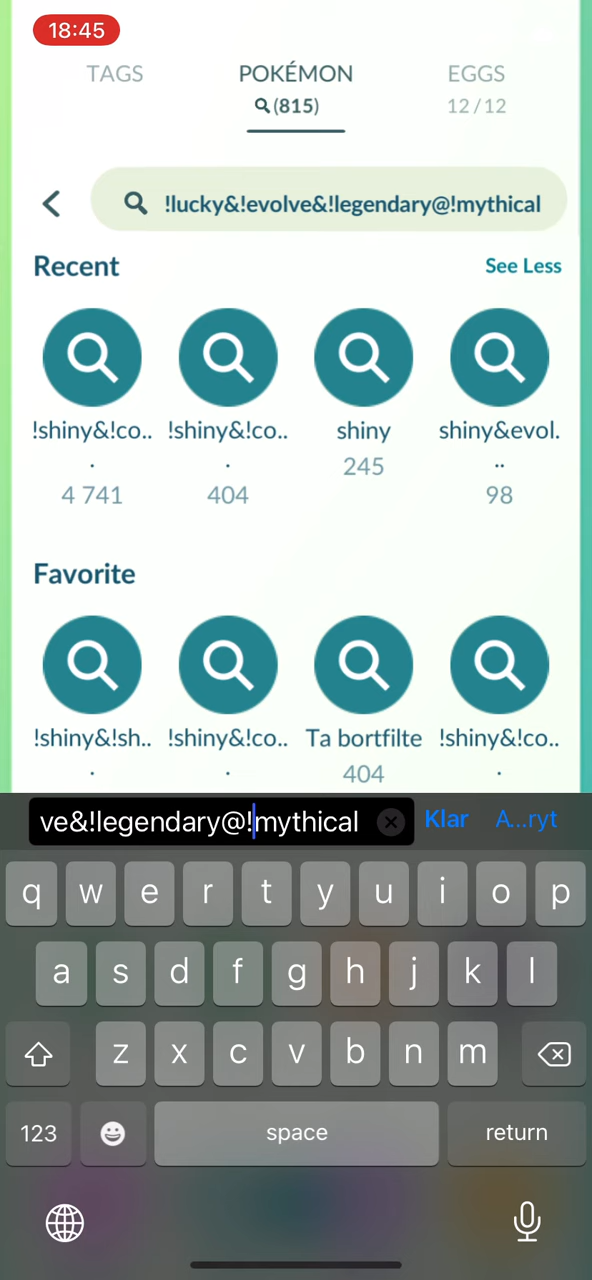 18:45
TAGS
POKÉMON
EGGS
(815)
12/12
!lucky&!evolve&!legendary@!mythical
Recent
See Less
!shiny&!co..
.
4 741
!shiny&!co..
.
404
shiny
245
shiny&evol.
..
98
Favorite
!shiny&!sh..
.
!shiny&!co..
.
Ta bortfilte
404
!shiny&!co..
.
ve&!legendary@!mythical
Klar
A...ryt
q w e r t y u i o p
a s d f g h j k l
z x c v b n m
123
space
return